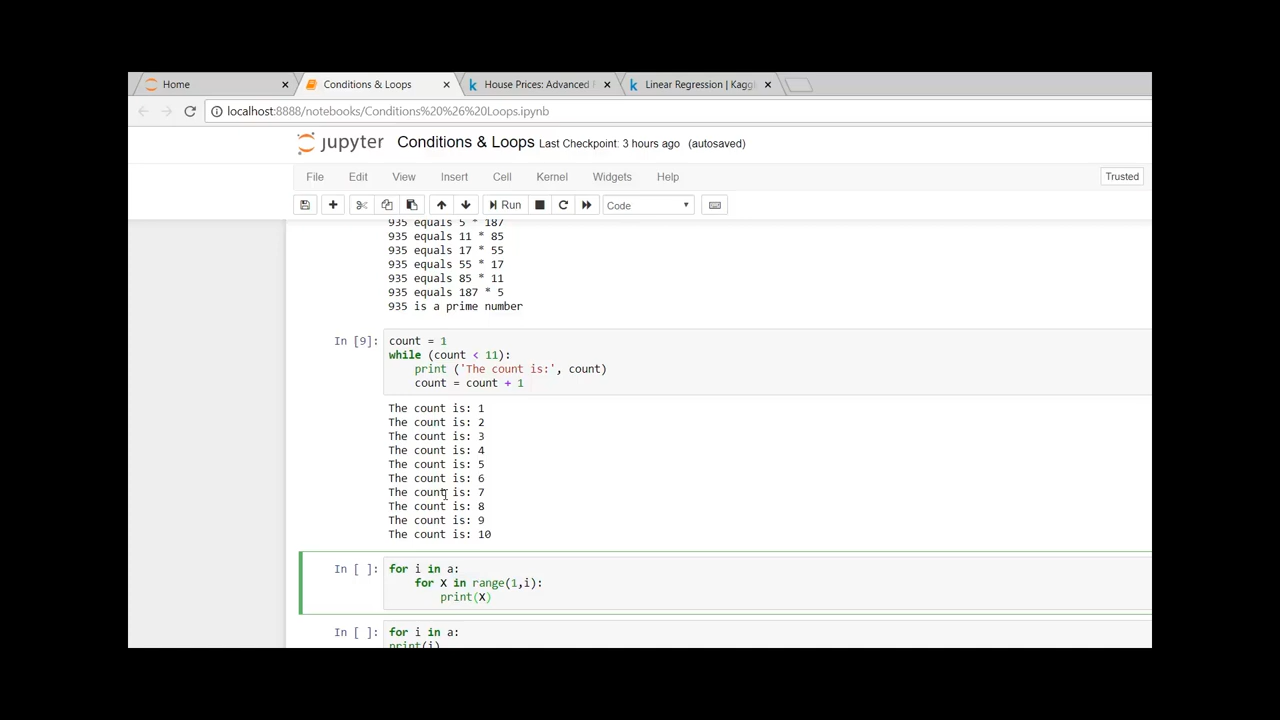 Home
Conditions & Loops
House Prices: Advanced
Linear Regression | Kagg
localhost:8888/notebooks/Conditions%20%26%20Loops.ipynb
jupyter Conditions & Loops Last Checkpoint: 3 hours ago (autosaved)
File Edit View Insert Cell Kernel Widgets Help Trusted
Run Code
935 equals 5 * 187
935 equals 11 * 85
935 equals 17 * 55
935 equals 55 * 17
935 equals 85 * 11
935 equals 187 * 5
935 is a prime number
In [9]: count = 1
while (count < 11):
print ('The count is:', count)
count = count + 1
The count is: 1
The count is: 2
The count is: 3
The count is: 4
The count is: 5
The count is: 6
The count is: 7
The count is: 8
The count is: 9
The count is: 10
In [ ]: for i in a:
for X in range(1,i):
print(X)
In [ ]: for i in a:
print(i)